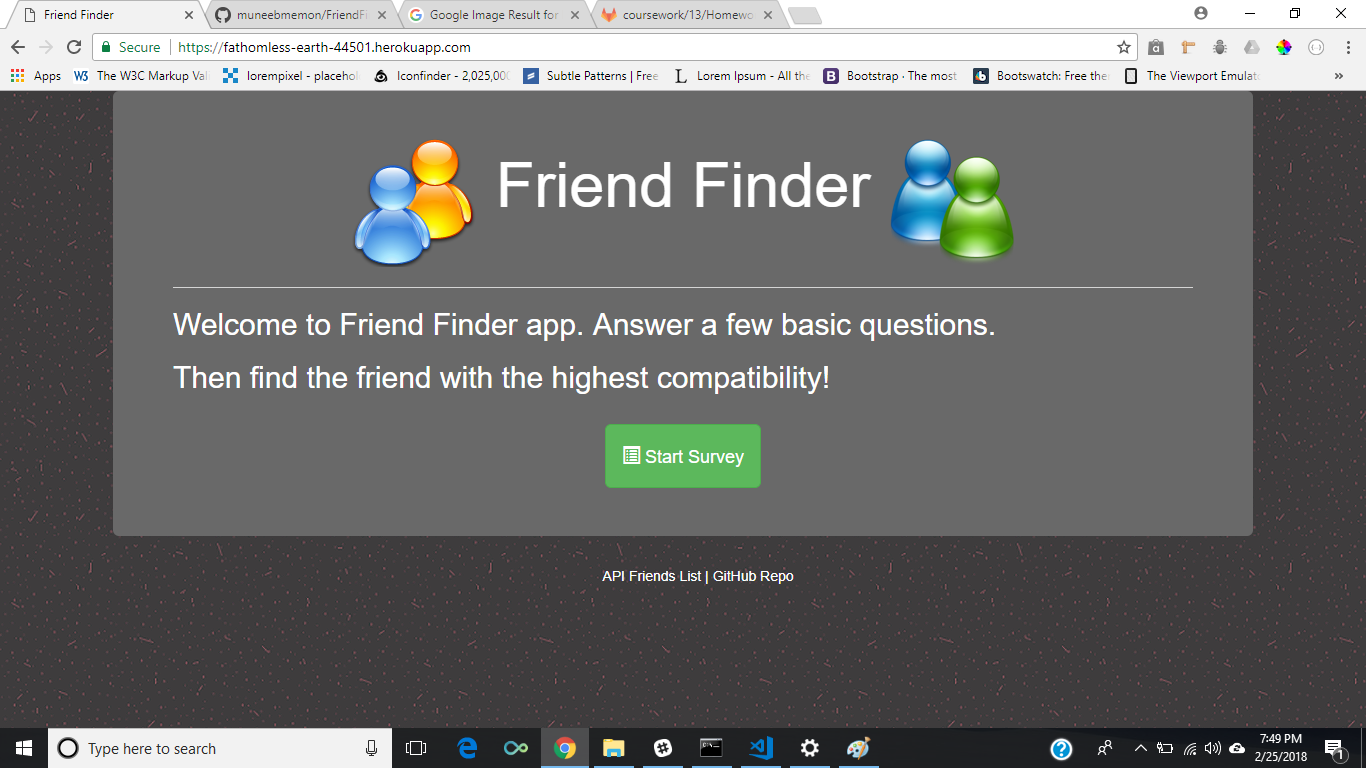 Friend Finder
muneebmemon/FriendFi
Google Image Result for
coursework/13/Homewo
Secure
https://fathomless-earth-44501.herokuapp.com
Apps
The W3C Markup Vali
lorempixel - placehol
Iconfinder - 2,025,000
Subtle Patterns | Free
Lorem Ipsum - All the
Bootstrap · The most
Bootswatch: Free the
The Viewport Emulato
»
Friend Finder
Welcome to Friend Finder app. Answer a few basic questions.
Then find the friend with the highest compatibility!
Start Survey
API Friends List | GitHub Repo
Type here to search
7:49 PM
2/25/2018
1